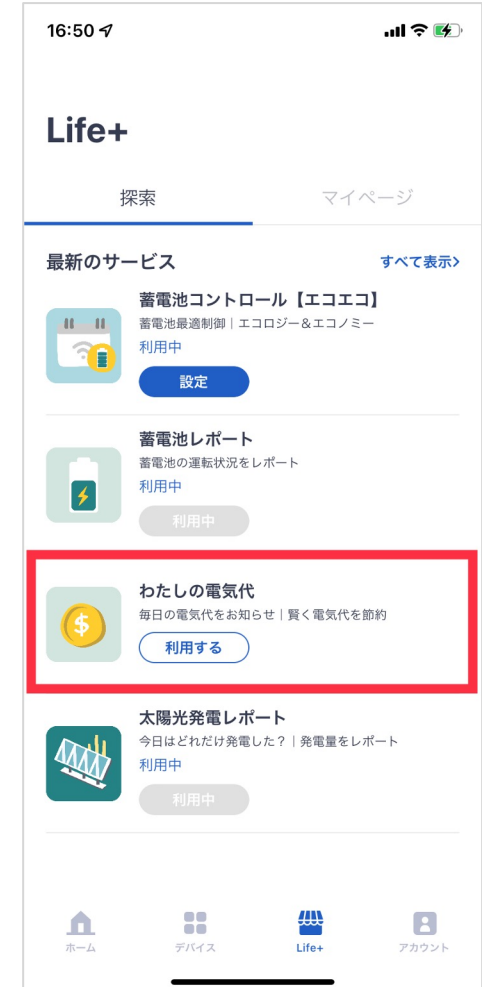 16:50
Life+
探索
マイページ
最新のサービス
すべて表示>
蓄電池コントロール【エコエコ】
蓄電池最適制御｜エコロジー＆エコノミー
利用中
設定
蓄電池レポート
蓄電池の運転状況をレポート
利用中
利用中
わたしの電気代
毎日の電気代をお知らせ｜賢く電気代を節約
利用する
太陽光発電レポート
今日はどれだけ発電した？｜発電量をレポート
利用中
利用中
ホーム
デバイス
Life+
アカウント